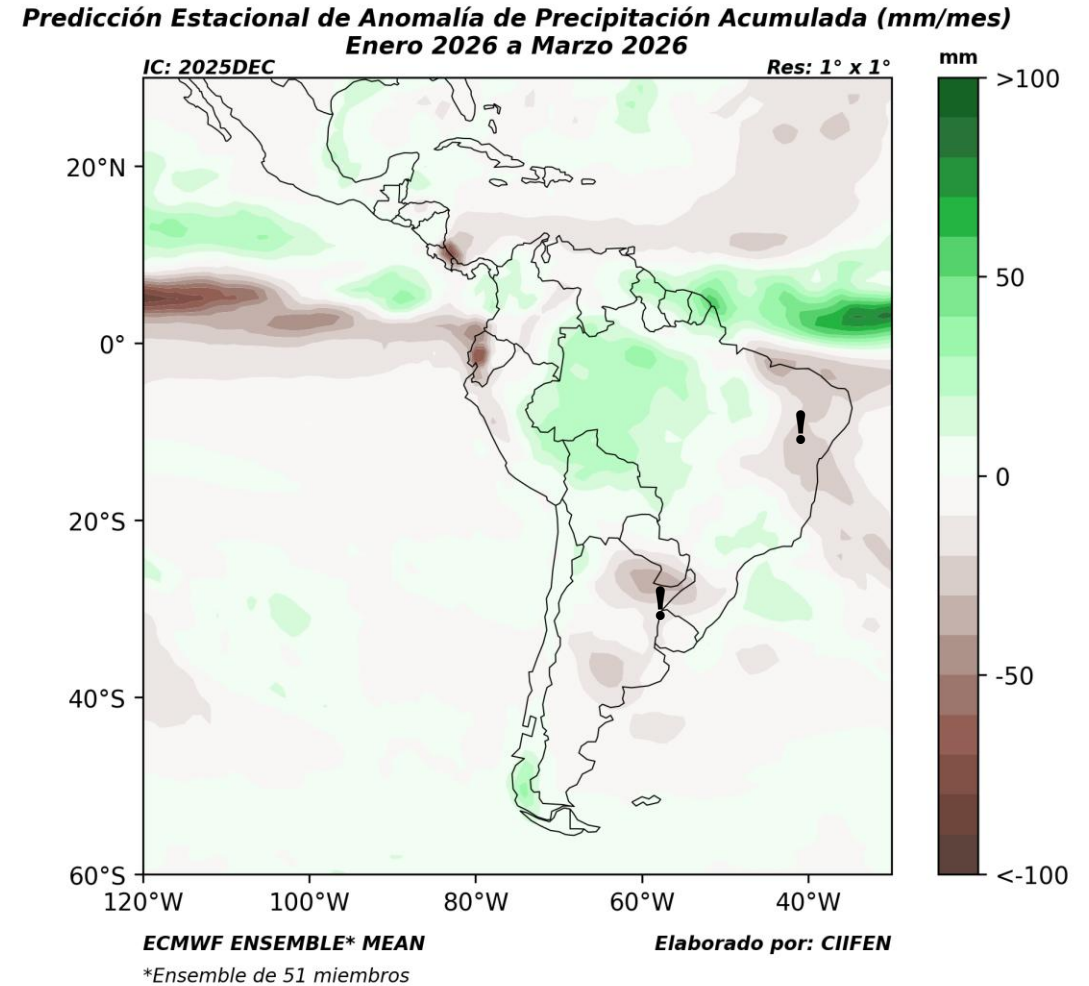 Predicción Estacional de Anomalía de Precipitación Acumulada (mm/mes)
Enero 2026 a Marzo 2026
IC: 2025DEC
Res: 1° x 1°
mm
>100
50
0
-50
<-100
20°N
0°
20°S
40°S
60°S
120°W
100°W
80°W
60°W
40°W
!
!
ECMWF ENSEMBLE* MEAN
Elaborado por: CIIFEN
*Ensemble de 51 miembros